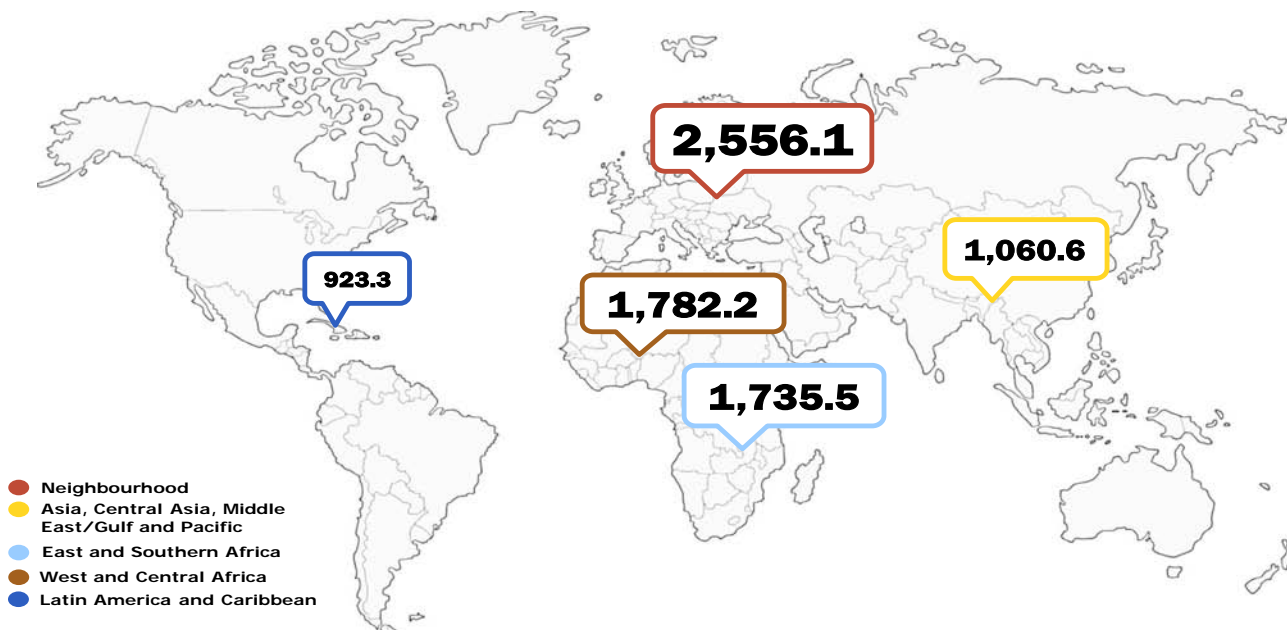 2,556.1
1,060.6
923.3
1,782.2
1,735.5
Neighbourhood
Asia, Central Asia, Middle
East/Gulf and Pacific
East and Southern Africa
West and Central Africa
Latin America and Caribbean